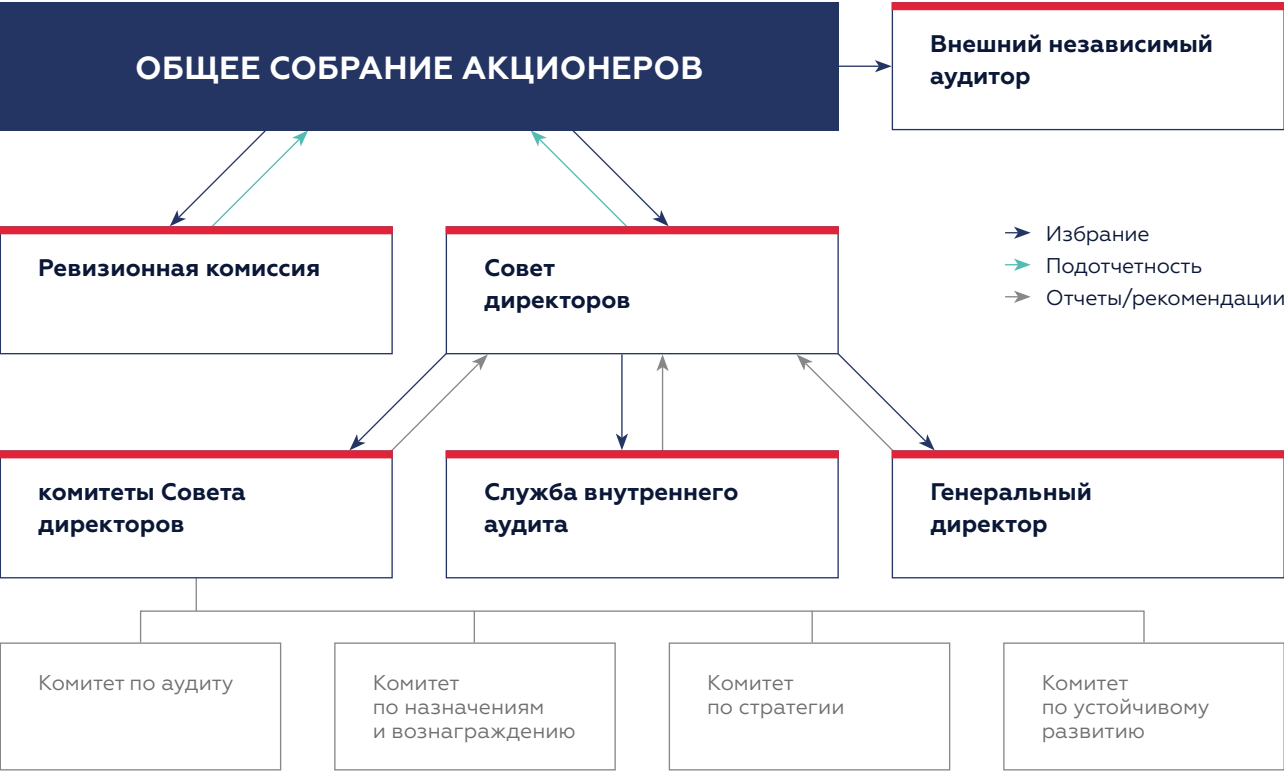 ОБЩЕЕ СОБРАНИЕ АКЦИОНЕРОВ
Внешний независимый
аудитор
Избрание
Подотчетность
Отчеты/рекомендации
Ревизионная комиссия
Совет
директоров
комитеты Совета
директоров
Служба внутреннего
аудита
Генеральный
директор
Комитет по аудиту
Комитет
по назначениям
и вознаграждению
Комитет
по стратегии
Комитет
по устойчивому
развитию